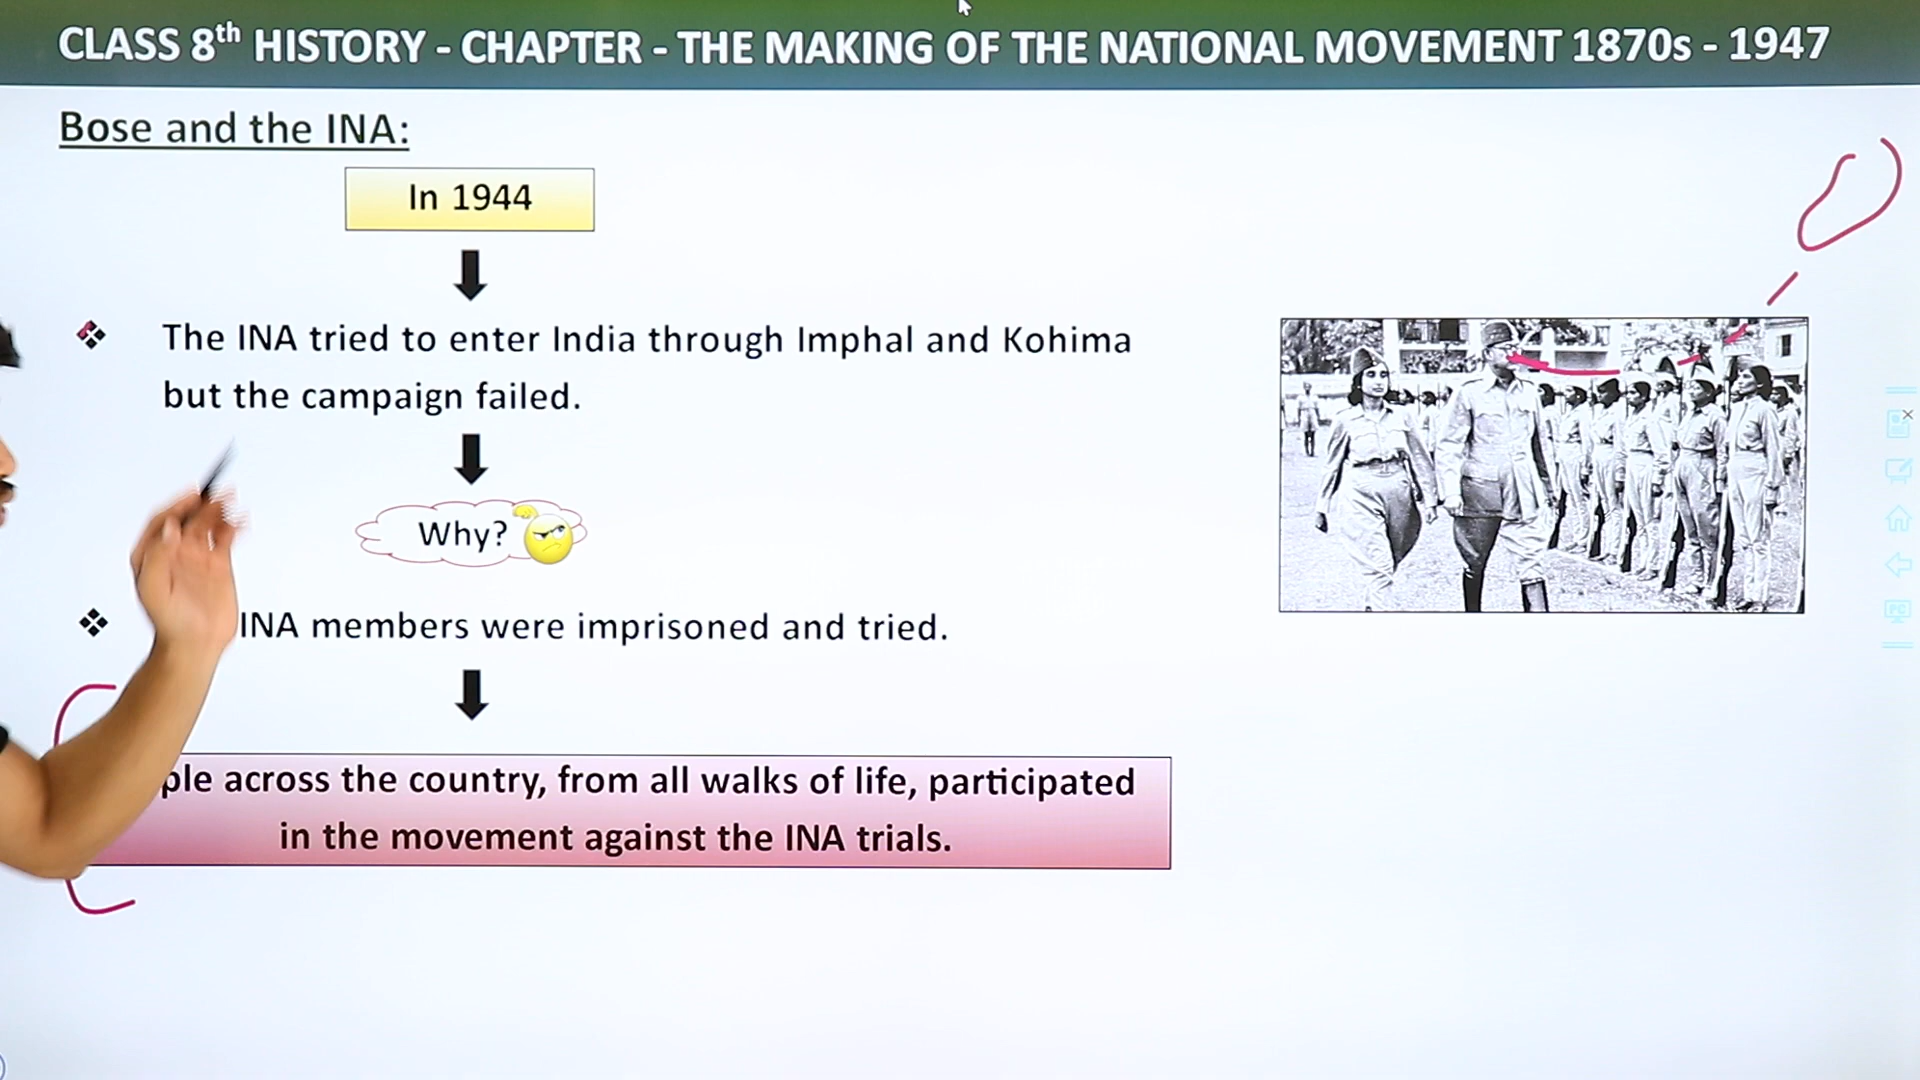 CLASS 8th HISTORY - CHAPTER - THE MAKING OF THE NATIONAL MOVEMENT 1870s - 1947
Bose and the INA:
In 1944
The INA tried to enter India through Imphal and Kohima
but the campaign failed.
Why?
INA members were imprisoned and tried.
ple across the country, from all walks of life, participated
in the movement against the INA trials.